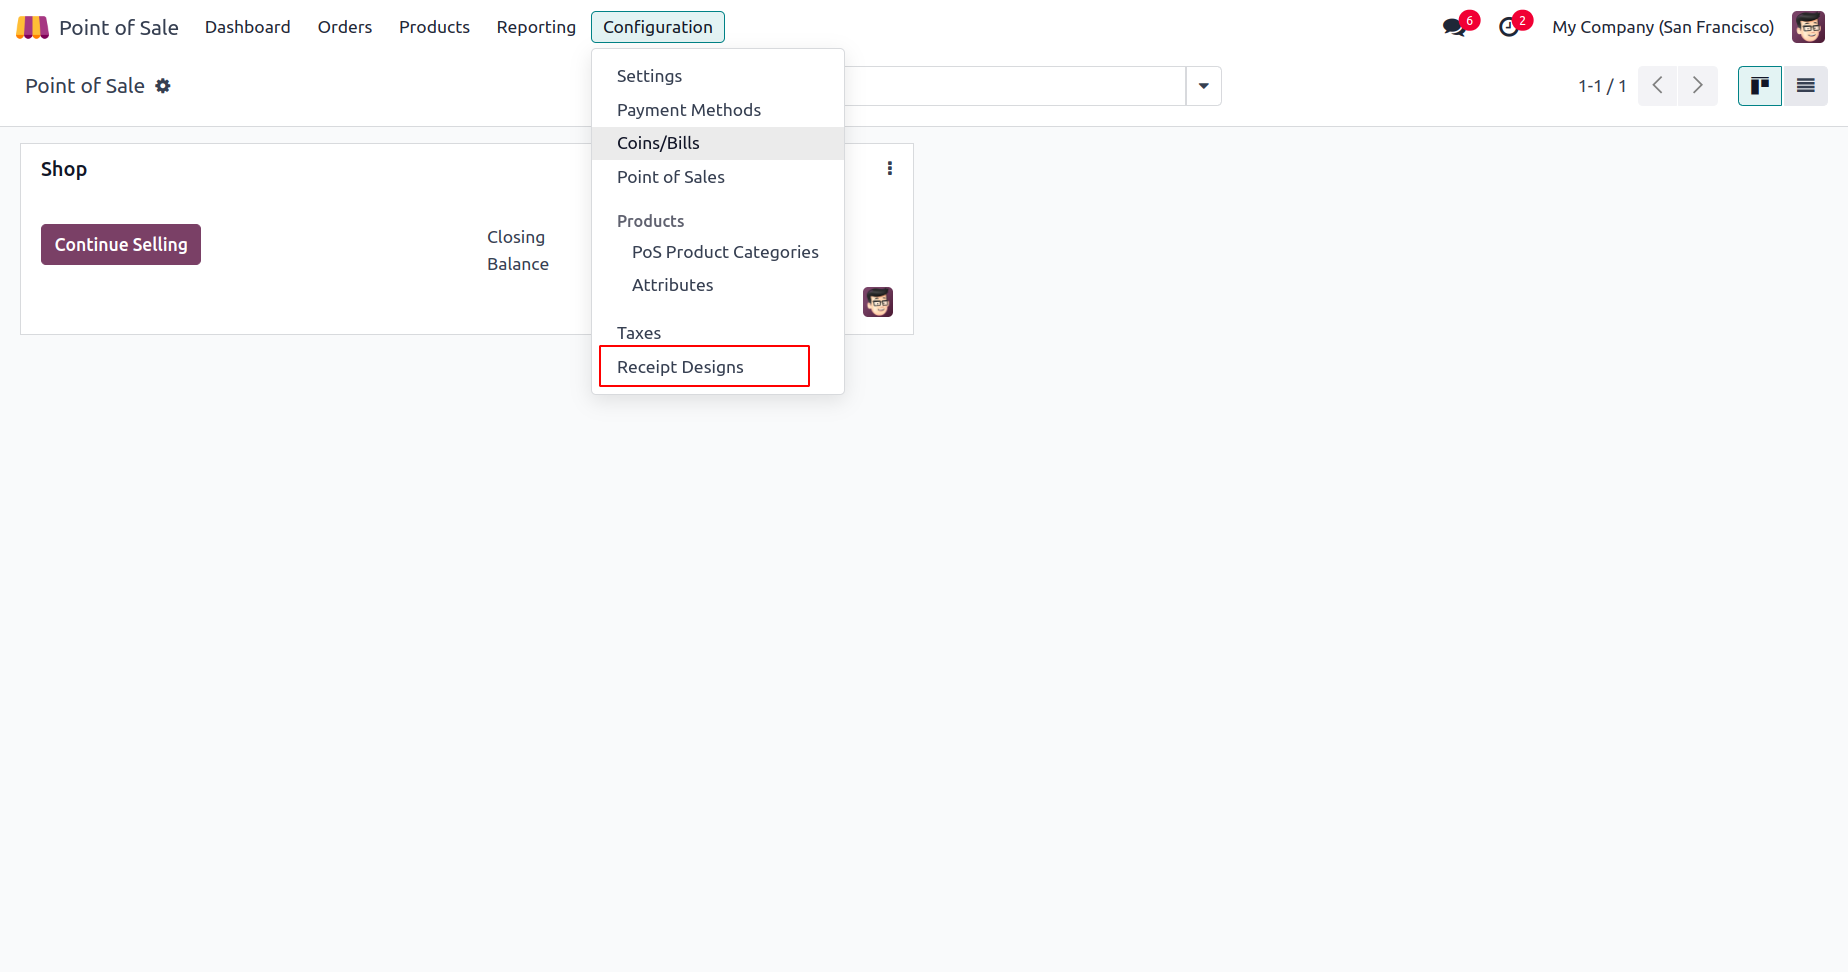 Point of Sale
Dashboard
Orders
Products
Reporting
Configuration
6
2
My Company (San Francisco)
Point of Sale
1-1 / 1
Settings
Payment Methods
Coins/Bills
Point of Sales
Products
PoS Product Categories
Attributes
Taxes
Receipt Designs
Shop
Continue Selling
Closing
Balance